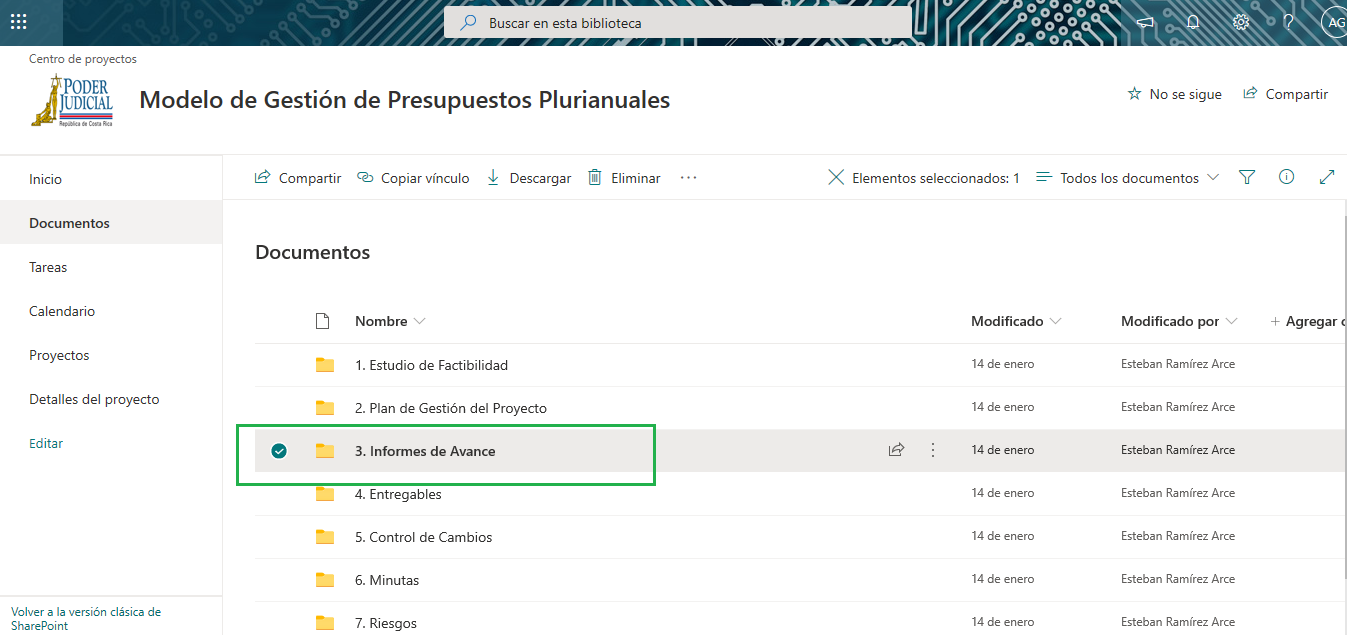 Buscar en esta biblioteca
AG
Centro de proyectos
PODER
JUDICIAL
República de Costa Rica
Modelo de Gestión de Presupuestos Plurianuales
No se sigue
Compartir
Inicio
Documentos
Tareas
Calendario
Proyectos
Detalles del proyecto
Editar
Volver a la versión clásica de
SharePoint
Compartir Copiar vínculo Descargar Eliminar ... Elementos seleccionados: 1 Todos los documentos
Documentos
Nombre Modificado Modificado por + Agregar c
1. Estudio de Factibilidad 14 de enero Esteban Ramírez Arce
2. Plan de Gestión del Proyecto 14 de enero Esteban Ramírez Arce
3. Informes de Avance 14 de enero Esteban Ramírez Arce
4. Entregables 14 de enero Esteban Ramírez Arce
5. Control de Cambios 14 de enero Esteban Ramírez Arce
6. Minutas 14 de enero Esteban Ramírez Arce
7. Riesgos 14 de enero Esteban Ramírez Arce